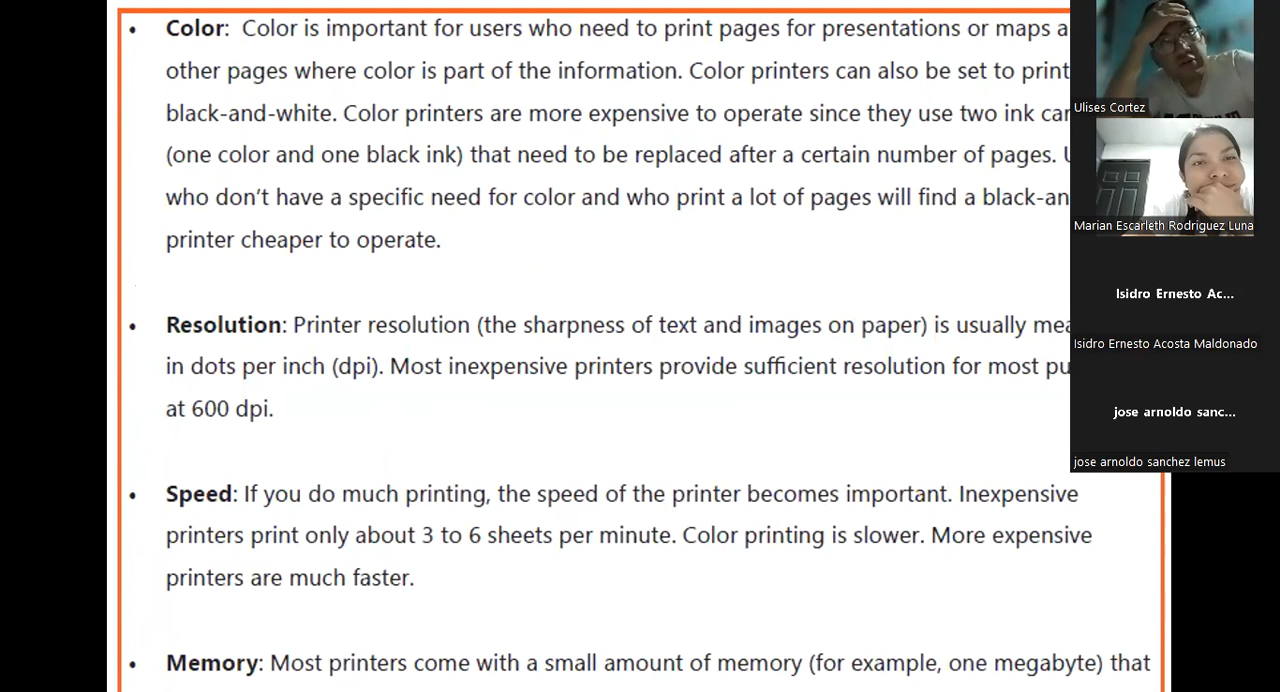 • Color: Color is important for users who need to print pages for presentations or maps a
other pages where color is part of the information. Color printers can also be set to print
black-and-white. Color printers are more expensive to operate since they use two ink car
(one color and one black ink) that need to be replaced after a certain number of pages. U
who don’t have a specific need for color and who print a lot of pages will find a black-an
printer cheaper to operate.
• Resolution: Printer resolution (the sharpness of text and images on paper) is usually mea
in dots per inch (dpi). Most inexpensive printers provide sufficient resolution for most pu
at 600 dpi.
• Speed: If you do much printing, the speed of the printer becomes important. Inexpensive
printers print only about 3 to 6 sheets per minute. Color printing is slower. More expensive
printers are much faster.
• Memory: Most printers come with a small amount of memory (for example, one megabyte) that
Ulises Cortez
Marian Escarleth Rodriguez Luna
Isidro Ernesto Ac...
Isidro Ernesto Acosta Maldonado
jose arnoldo sanc...
jose arnoldo sanchez lemus